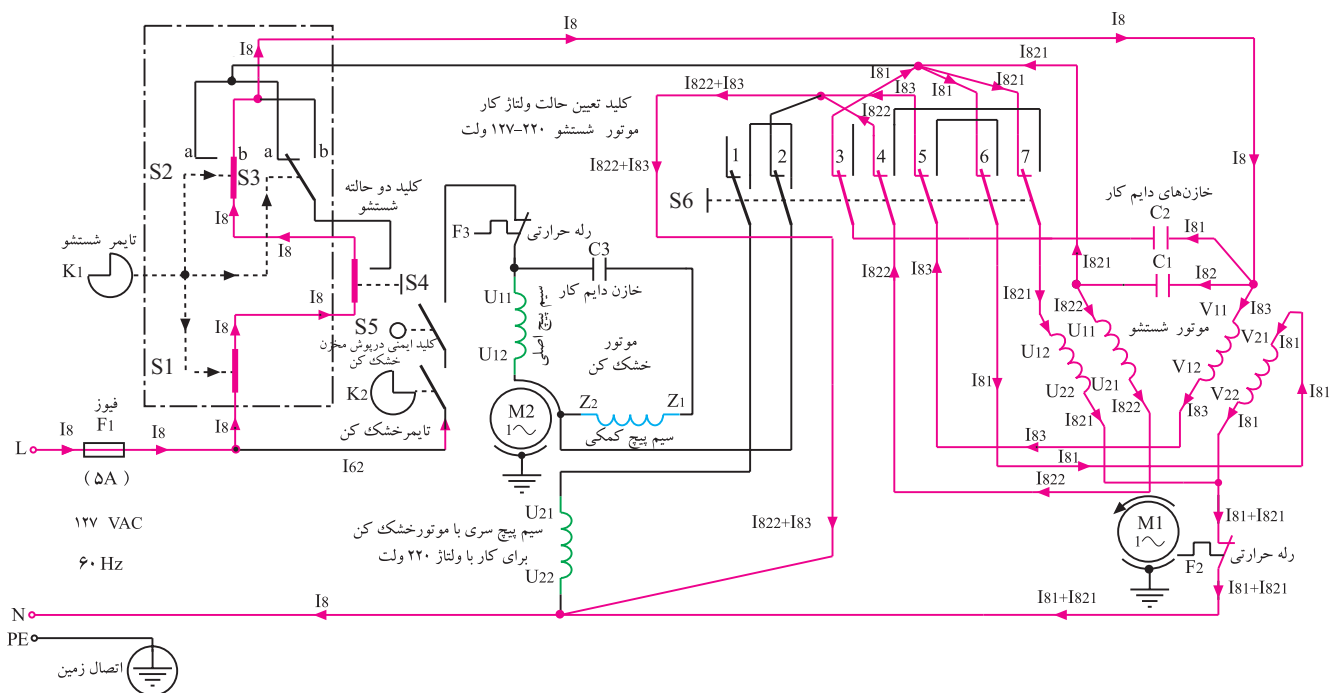 I8
I8
I8
I8
I821
I81
I81
I821
I822+I83
I83
I822
کلید تعیین حالت ولتاژ کار
موتور شستشو ۲۲۰-۱۲۷ ولت
a
b
a
b
S2
S3
کلید دو حالته
شستشو
I822+I83
1
2
3
4
5
6
7
S6
I8
خازن‌های دایم کار
C2
I81
C1
I82
I821
I8
I8
تایمر شستشو
K1
S4
F3
رله حرارتی
C3
خازن دایم کار
U11
سیم پیچ اصلی
U12
I822
I83
I821
I822
U11
موتور شستشو
V11
I83
V21
I81
U12
V12
I8
I8
S5
کلید ایمنی درپوش مخزن
خشک کن
موتور
خشک کن
S1
K2
تایمرخشک کن
M2
1~
Z2
Z1
سیم پیچ کمکی
I81
U22
U21
V22
I81
I821
I822
I83
I81
I83
I81
I822
L
I8
فیوز
F1
I8
I8
(۵A)
I62
۱۲۷ VAC
۶۰ Hz
U21
سیم پیچ سری با موتورخشک کن
برای کار با ولتاژ ۲۲۰ ولت
U22
I822+I83
M1
1~
I81+I821
رله حرارتی
F2
I81+I821
N
I8
I81+I821
PE
اتصال زمین